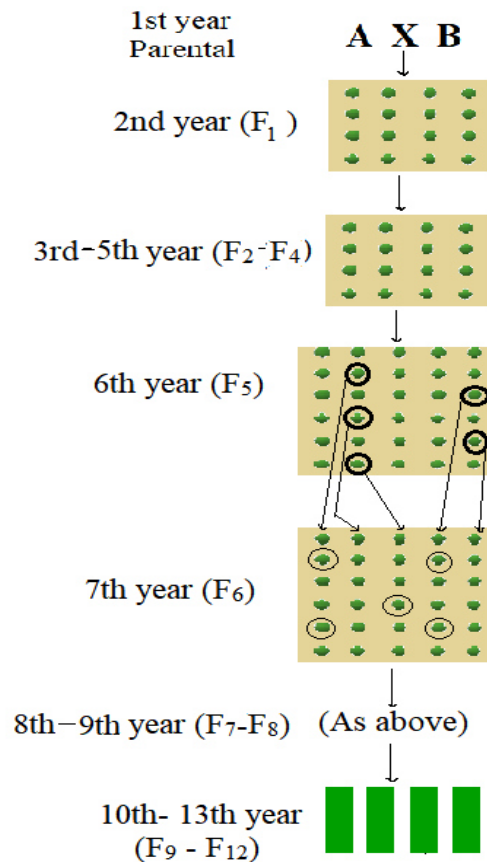 1st year
Parental
A X B
2nd year (F₁ )
3rd-5th year (F₂ -F₄)
6th year (F₅)
7th year (F₆)
8th-9th year (F₇-F₈) (As above)
10th- 13th year
(F₉ - F₁₂)